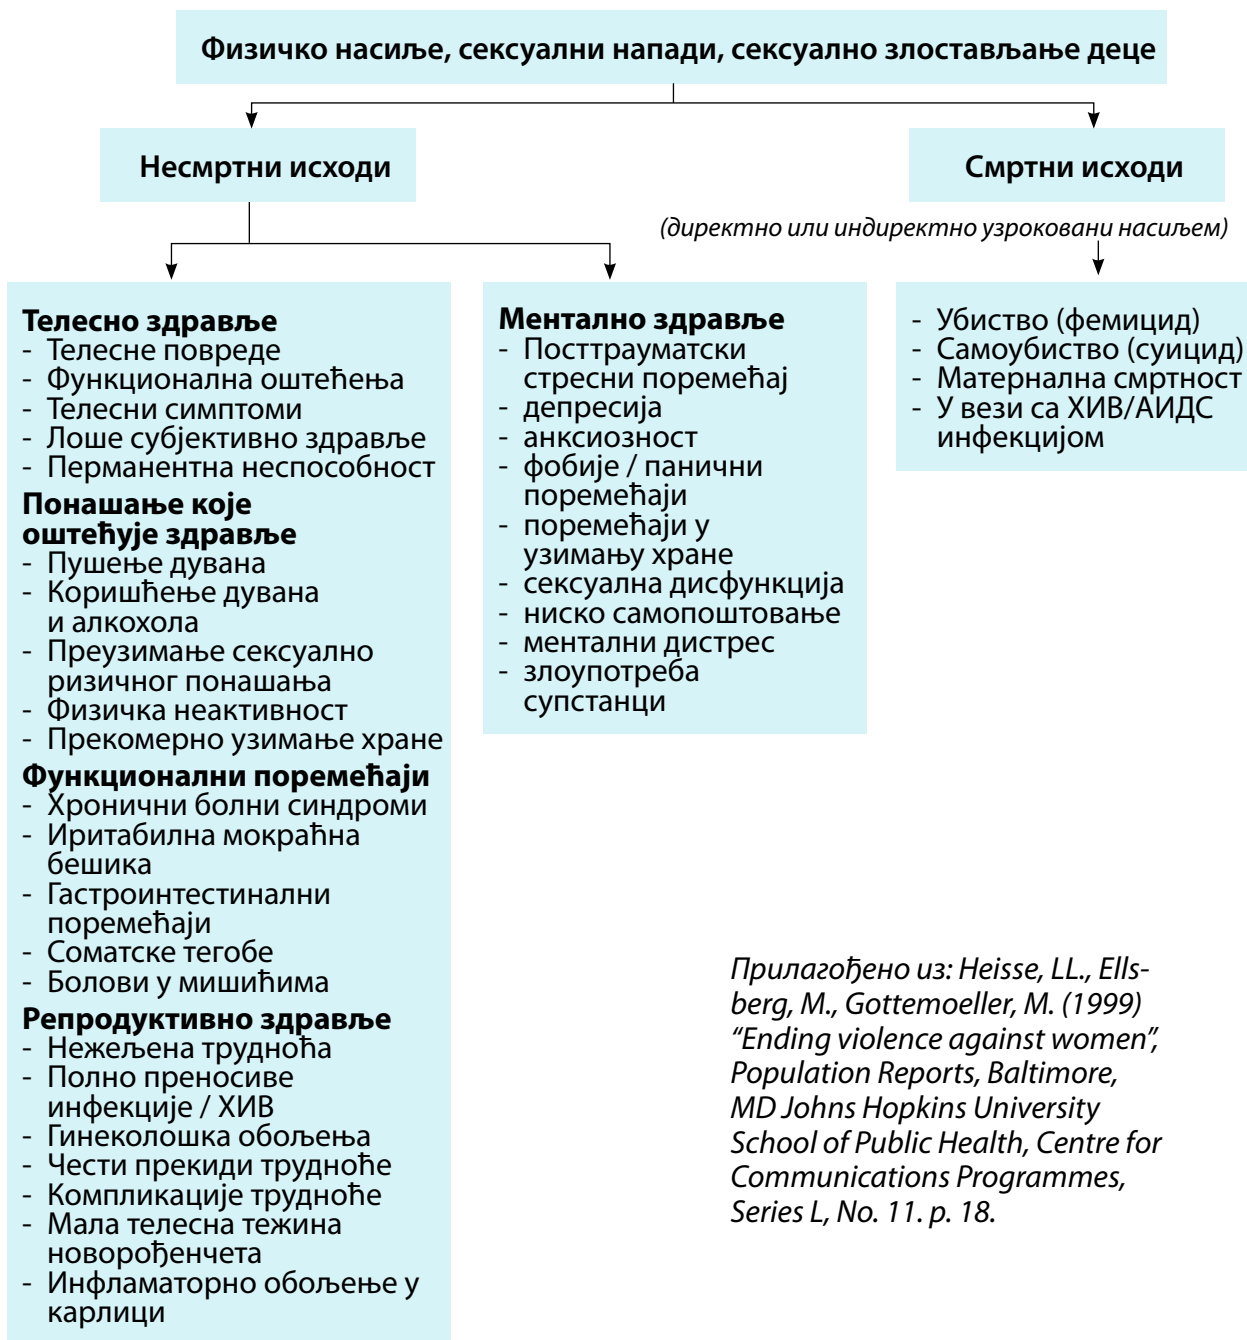 Физичко насиље, сексуални напади, сексуално злостављање деце
Несмртни исходи
Смртни исходи
(директно или индиректно узроковани насиљем)
Телесно здравље
- Телесне повреде
- Функционална оштећења
- Телесни симптоми
- Лоше субјективно здравље
- Перманентна неспособност
Понашање које
оштећује здравље
- Пушење дувана
- Коришћење дувана
и алкохола
- Преузимање сексуално
ризичног понашања
- Физичка неактивност
- Прекомерно узимање хране
Функционални поремећаји
- Хронични болни синдроми
- Иритабилна мокраћна
бешика
- Гастроинтестинални
поремећаји
- Соматске тегобе
- Болови у мишићима
Репродуктивно здравље
- Нежељена трудноћа
- Полно преносиве
инфекције / ХИВ
- Гинеколошка обољења
- Чести прекиди трудноће
- Компликације трудноће
- Мала телесна тежина
новорођенчета
- Инфламаторно обољење у
карлици
Ментално здравље
- Посттрауматски
стресни поремећај
- депресија
- анксиозност
- фобије / панични
поремећаји
- поремећаји у
узимању хране
- сексуална дисфункција
- ниско самопоштовање
- ментални дистрес
- злоупотреба
супстанци
- Убиство (фемицид)
- Самоубиство (суицид)
- Матернална смртност
- У вези са ХИВ/АИДС
инфекцијом
Прилагођено из: Heisse, LL., Ells-
berg, M., Gottemoeller, M. (1999)
“Ending violence against women”,
Population Reports, Baltimore,
MD Johns Hopkins University
School of Public Health, Centre for
Communications Programmes,
Series L, No. 11. p. 18.